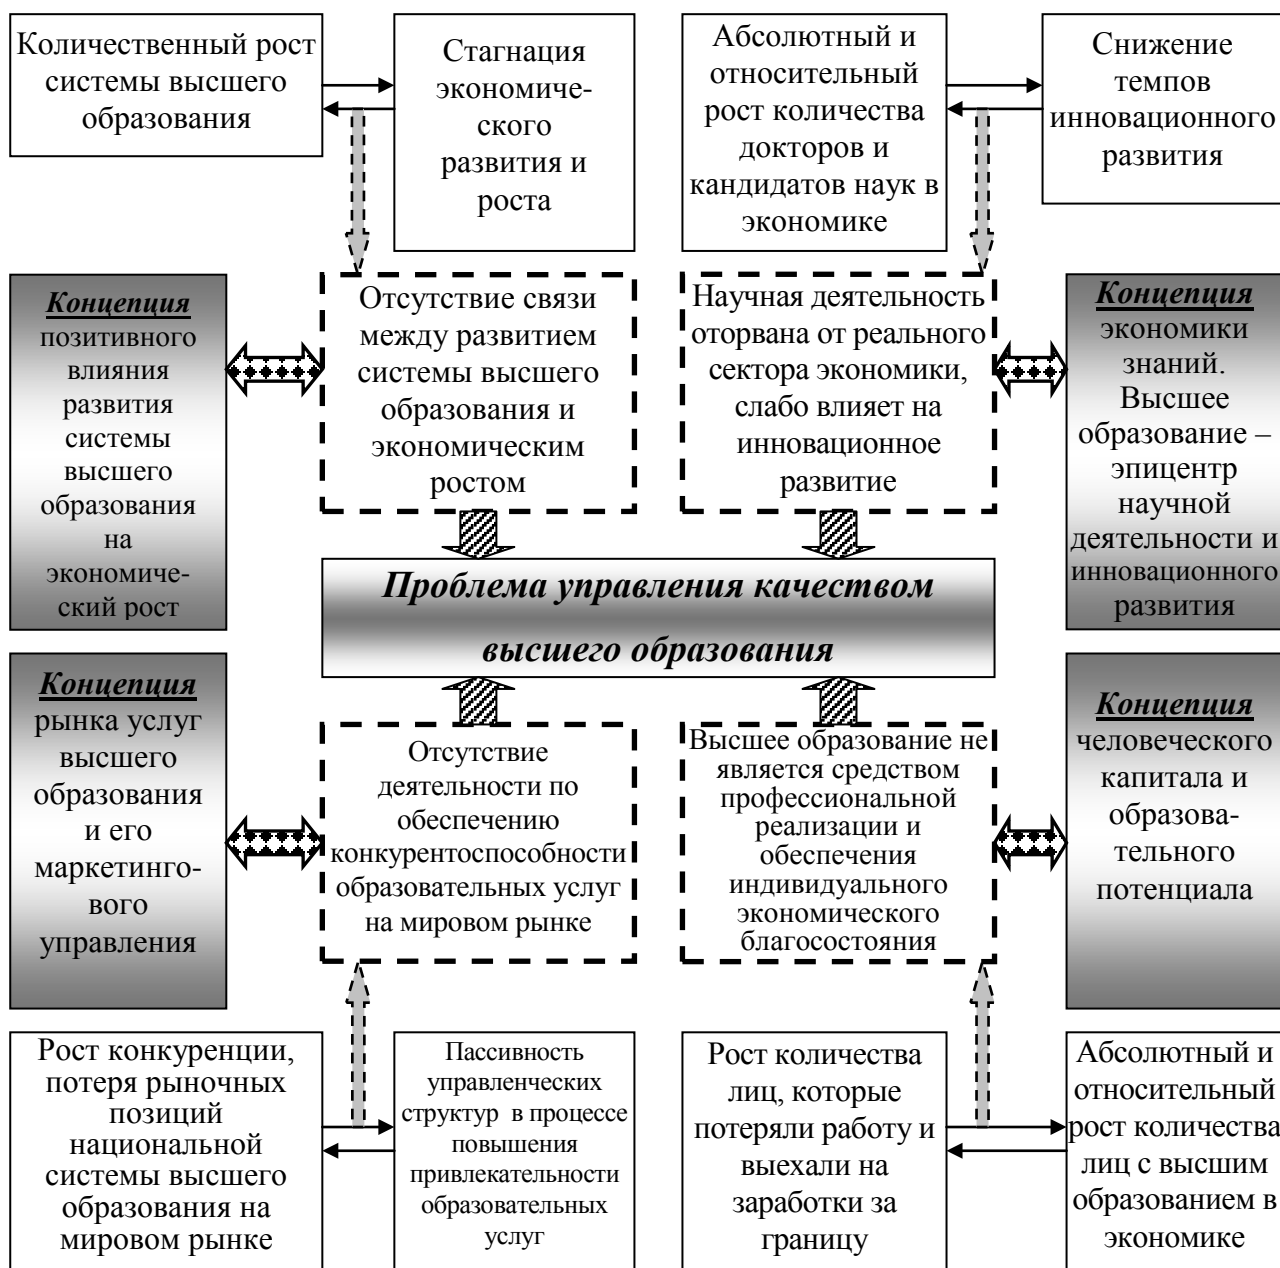 Количественный рост
системы высшего
образования
Стагнация
экономиче-
ского
развития и
роста
Абсолютный и
относительный
рост количества
докторов и
кандидатов наук в
экономике
Снижение
темпов
инновационного
развития
Концепция
позитивного
влияния
развития
системы
высшего
образования
на
экономиче-
ский рост
Отсутствие связи
между развитием
системы высшего
образования и
экономическим
ростом
Научная деятельность
оторвана от реального
сектора экономики,
слабо влияет на
инновационное
развитие
Концепция
экономики
знаний.
Высшее
образование –
эпицентр
научной
деятельности и
инновационного
развития
Проблема управления качеством
высшего образования
Концепция
рынка услуг
высшего
образования
и его
маркетинго-
вого
управления
Отсутствие
деятельности по
обеспечению
конкурентоспособности
образовательных услуг
на мировом рынке
Высшее образование не
является средством
профессиональной
реализации и
обеспечения
индивидуального
экономического
благосостояния
Концепция
человеческого
капитала и
образова-
тельного
потенциала
Рост конкуренции,
потеря рыночных
позиций
национальной
системы высшего
образования на
мировом рынке
Пассивность
управленческих
структур в процессе
повышения
привлекательности
образовательных
услуг
Рост количества
лиц, которые
потеряли работу и
выехали на
заработки за
границу
Абсолютный и
относительный
рост количества
лиц с высшим
образованием в
экономике